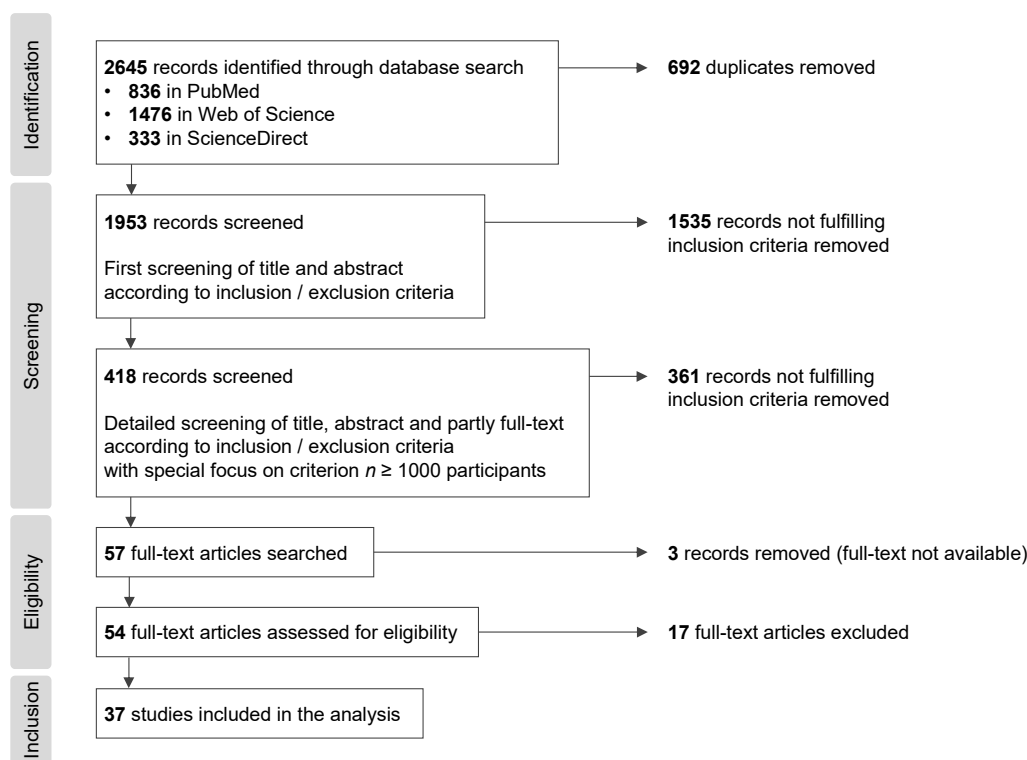 Identification
2645 records identified through database search
• 836 in PubMed
• 1476 in Web of Science
• 333 in ScienceDirect
692 duplicates removed
Screening
1953 records screened
First screening of title and abstract
according to inclusion / exclusion criteria
1535 records not fulfilling
inclusion criteria removed
418 records screened
Detailed screening of title, abstract and partly full-text
according to inclusion / exclusion criteria
with special focus on criterion n ≥ 1000 participants
361 records not fulfilling
inclusion criteria removed
Eligibility
57 full-text articles searched
3 records removed (full-text not available)
54 full-text articles assessed for eligibility
17 full-text articles excluded
Inclusion
37 studies included in the analysis